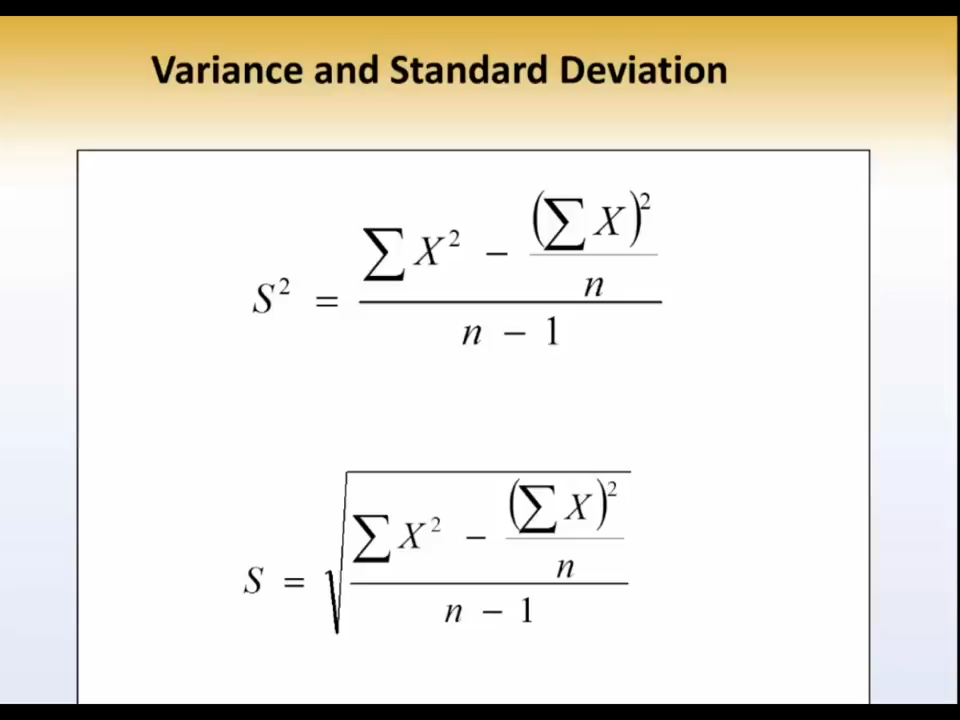 Variance and Standard Deviation
S² = (∑X² − (∑X)²/n) / (n − 1)
S = √((∑X² − (∑X)²/n) / (n − 1))